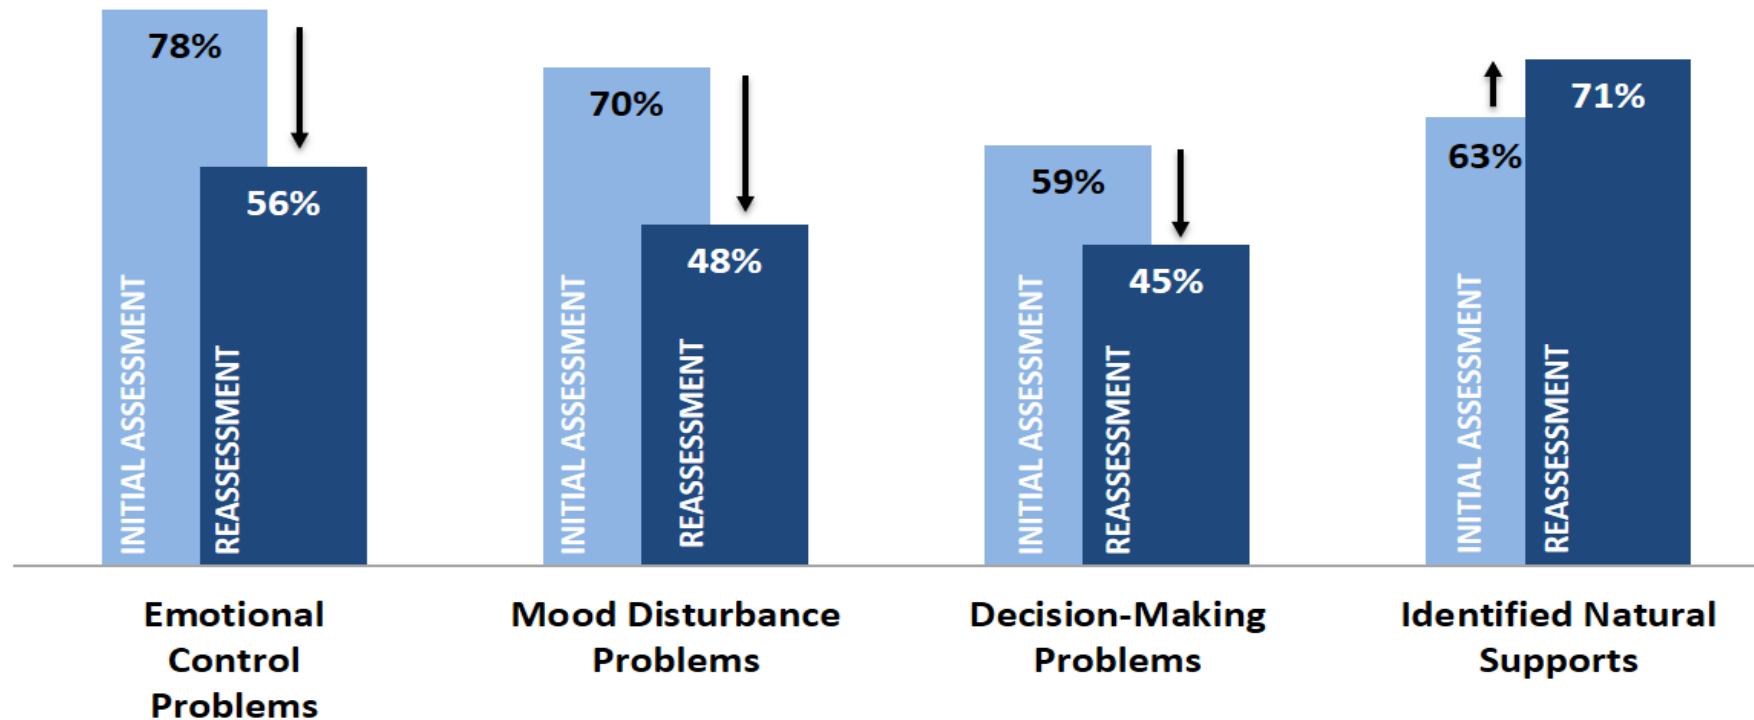 78%
56%
INITIAL ASSESSMENT
REASSESSMENT
Emotional
Control
Problems
70%
48%
INITIAL ASSESSMENT
REASSESSMENT
Mood Disturbance
Problems
59%
45%
INITIAL ASSESSMENT
REASSESSMENT
Decision-Making
Problems
63%
71%
INITIAL ASSESSMENT
REASSESSMENT
Identified Natural
Supports